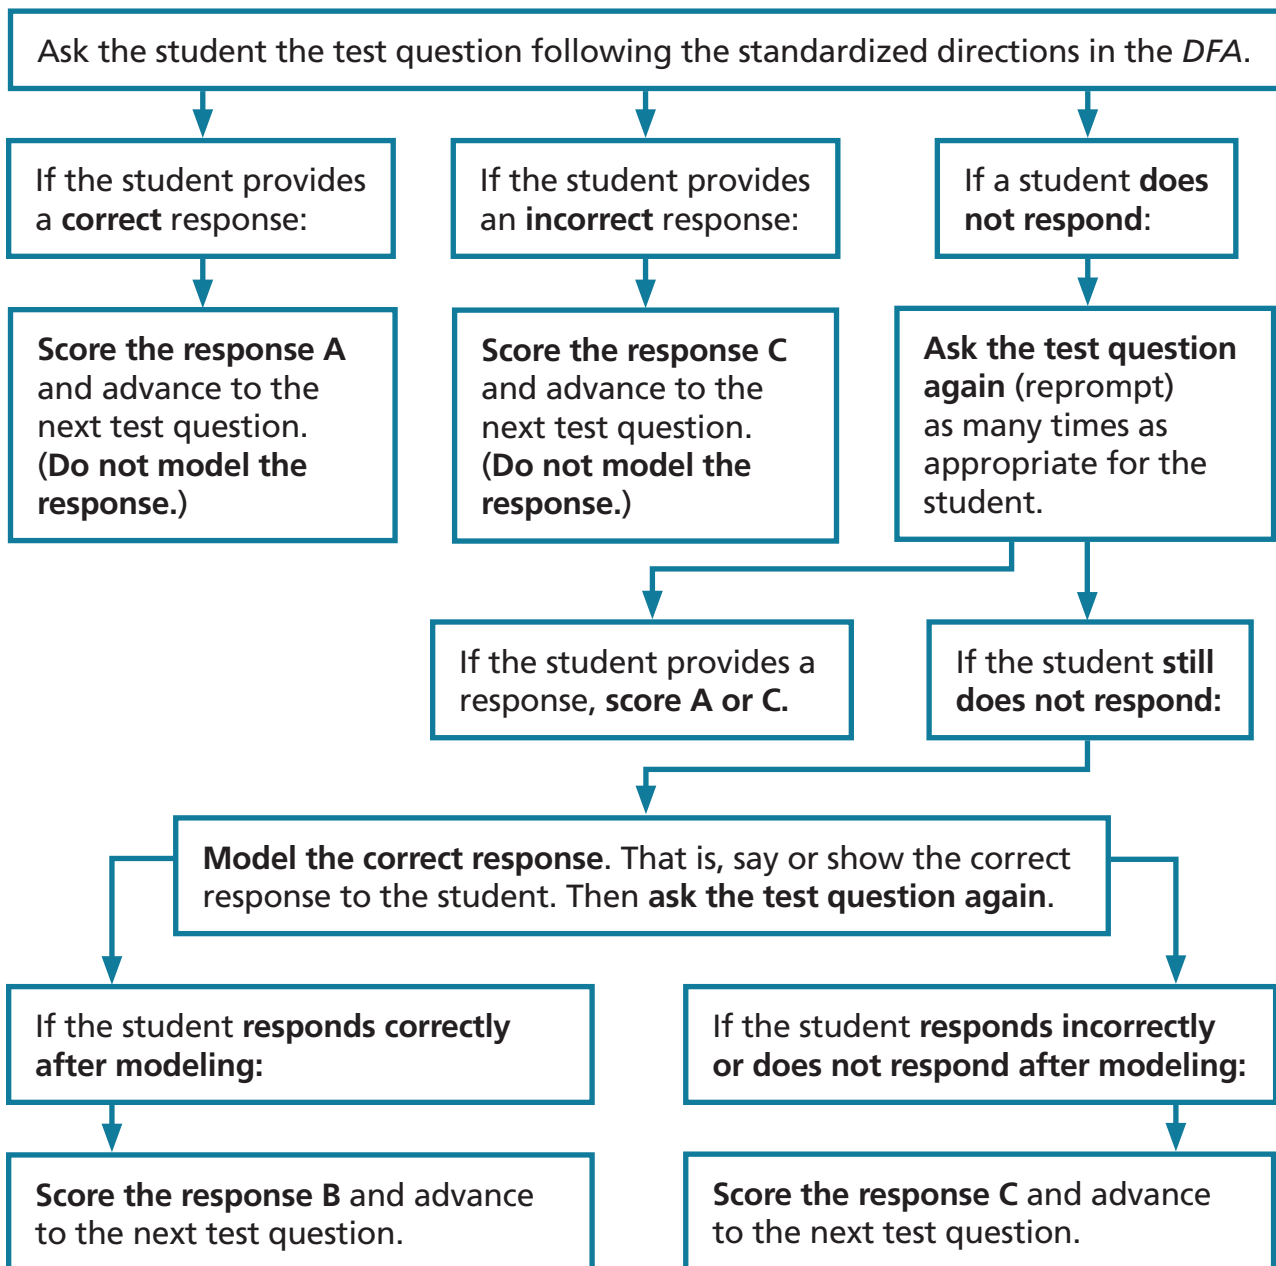 Ask the student the test question following the standardized directions in the DFA.
If the student provides
a correct response:
If the student provides
an incorrect response:
If a student does
not respond:
Score the response A
and advance to the
next test question.
(Do not model the
response.)
Score the response C
and advance to the
next test question.
(Do not model the
response.)
Ask the test question
again (reprompt)
as many times as
appropriate for the
student.
If the student provides a
response, score A or C.
If the student still
does not respond:
Model the correct response. That is, say or show the correct
response to the student. Then ask the test question again.
If the student responds correctly
after modeling:
If the student responds incorrectly
or does not respond after modeling:
Score the response B and advance
to the next test question.
Score the response C and advance
to the next test question.